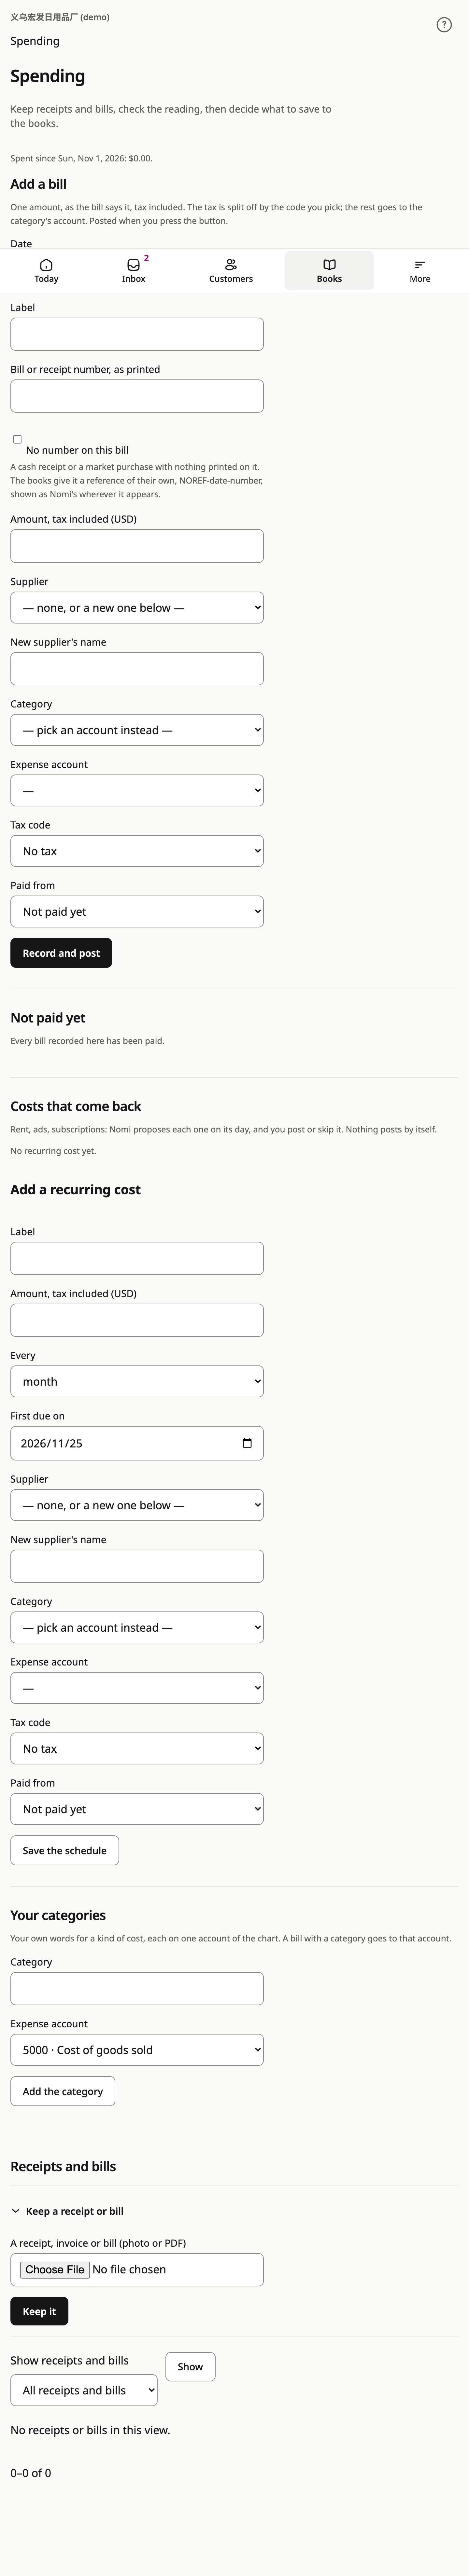 义乌宏发日用品厂 (demo)
Spending
Spending
Keep receipts and bills, check the reading, then decide what to save to
the books.
Spent since Sun, Nov 1, 2026: $0.00.
Add a bill
One amount, as the bill says it, tax included. The tax is split off by the code you pick; the rest goes to the
category's account. Posted when you press the button.
Date
Today
Inbox
2
Customers
Books
More
Label
Bill or receipt number, as printed
No number on this bill
A cash receipt or a market purchase with nothing printed on it.
The books give it a reference of their own, NOREF-date-number,
shown as Nomi's wherever it appears.
Amount, tax included (USD)
Supplier
— none, or a new one below —
New supplier's name
Category
— pick an account instead —
Expense account
—
Tax code
No tax
Paid from
Not paid yet
Record and post
Not paid yet
Every bill recorded here has been paid.
Costs that come back
Rent, ads, subscriptions: Nomi proposes each one on its day, and you post or skip it. Nothing posts by itself.
No recurring cost yet.
Add a recurring cost
Label
Amount, tax included (USD)
Every
month
First due on
2026/11/25
Supplier
— none, or a new one below —
New supplier's name
Category
— pick an account instead —
Expense account
—
Tax code
No tax
Paid from
Not paid yet
Save the schedule
Your categories
Your own words for a kind of cost, each on one account of the chart. A bill with a category goes to that account.
Category
Expense account
5000 · Cost of goods sold
Add the category
Receipts and bills
Keep a receipt or bill
A receipt, invoice or bill (photo or PDF)
Choose File No file chosen
Keep it
Show receipts and bills
All receipts and bills
Show
No receipts or bills in this view.
0–0 of 0